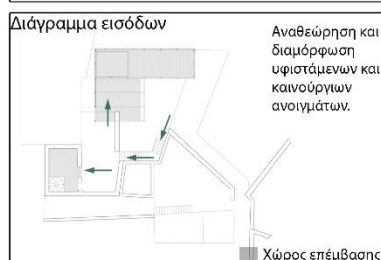 Διάγραμμα εισόδων
Αναθεώρηση και
διαμόρφωση
υφιστάμενων και
καινούργιων
ανοιγμάτων.
Χώρος επέμβασης